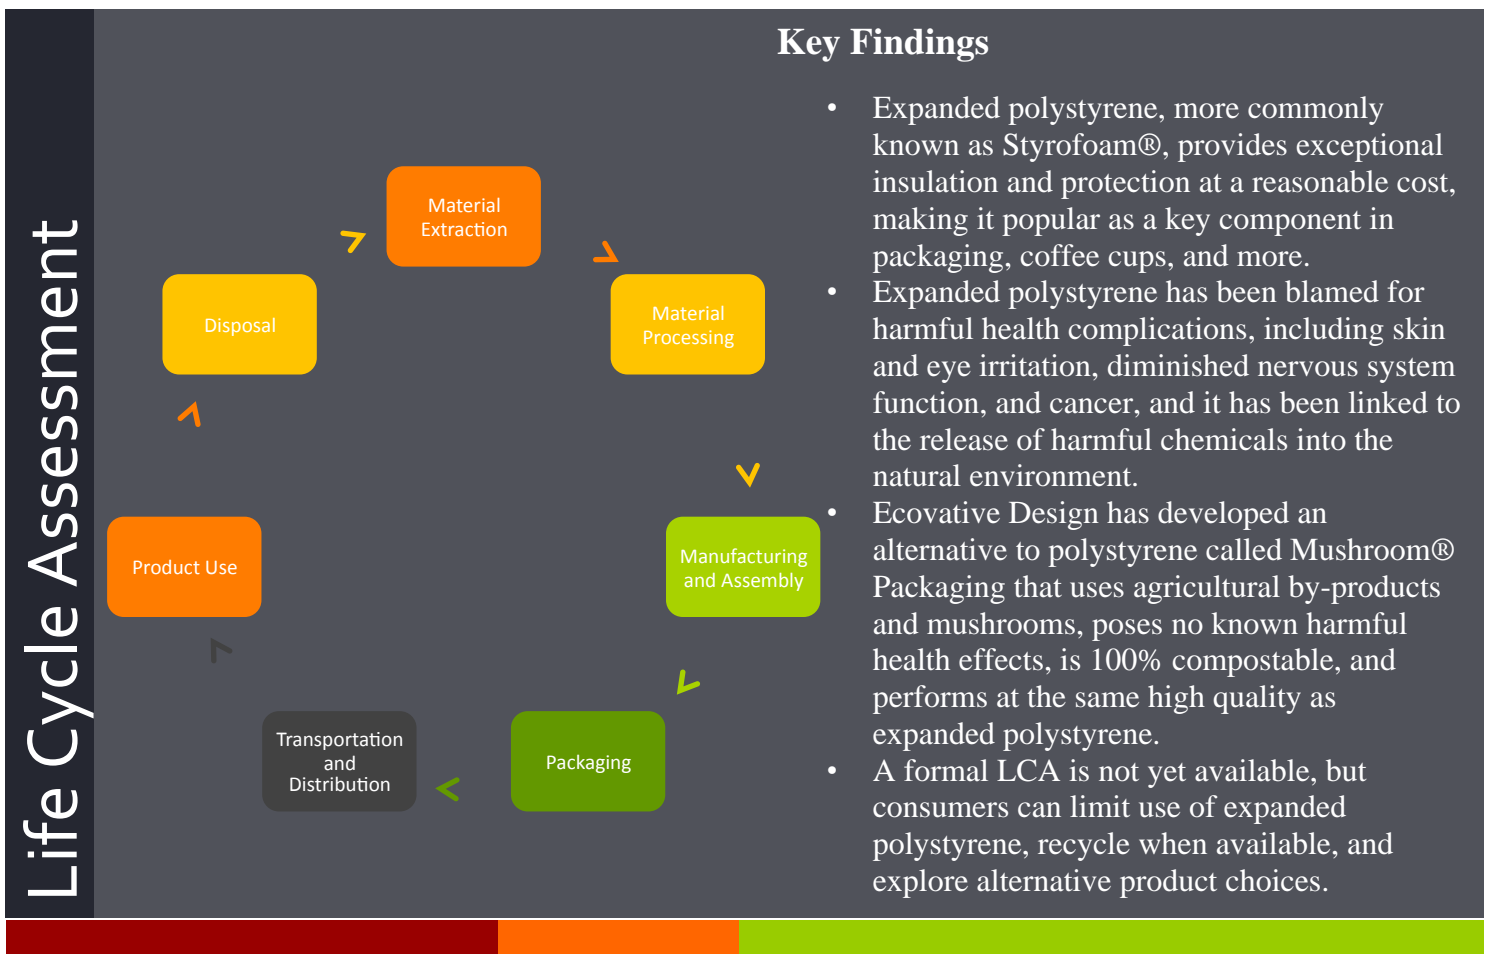 Life Cycle Assessment
Material
Extraction
Material
Processing
Manufacturing
and Assembly
Packaging
Transportation
and
Distribution
Product Use
Disposal
Key Findings
• Expanded polystyrene, more commonly
known as Styrofoam®, provides exceptional
insulation and protection at a reasonable cost,
making it popular as a key component in
packaging, coffee cups, and more.
• Expanded polystyrene has been blamed for
harmful health complications, including skin
and eye irritation, diminished nervous system
function, and cancer, and it has been linked to
the release of harmful chemicals into the
natural environment.
• Ecovative Design has developed an
alternative to polystyrene called Mushroom®
Packaging that uses agricultural by-products
and mushrooms, poses no known harmful
health effects, is 100% compostable, and
performs at the same high quality as
expanded polystyrene.
• A formal LCA is not yet available, but
consumers can limit use of expanded
polystyrene, recycle when available, and
explore alternative product choices.